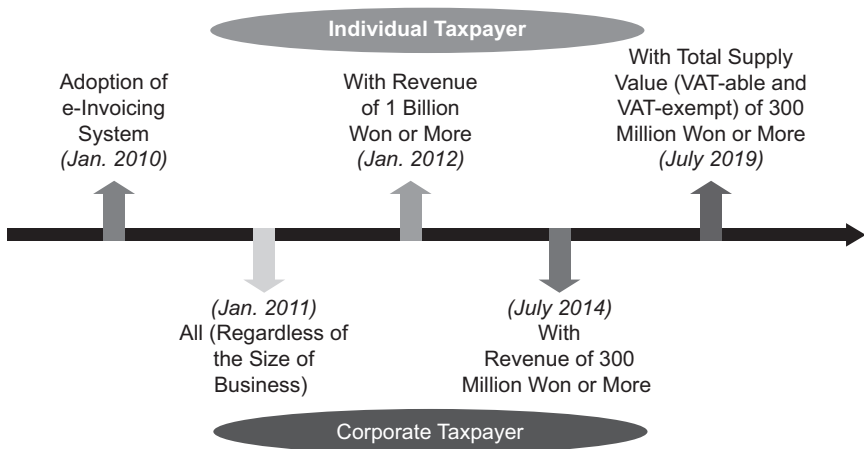 Individual Taxpayer
Adoption of
e-Invoicing
System
(Jan. 2010)
With Revenue
of 1 Billion
Won or More
(Jan. 2012)
With Total Supply
Value (VAT-able and
VAT-exempt) of 300
Million Won or More
(July 2019)
(Jan. 2011)
All (Regardless of
the Size of
Business)
(July 2014)
With
Revenue of 300
Million Won or More
Corporate Taxpayer